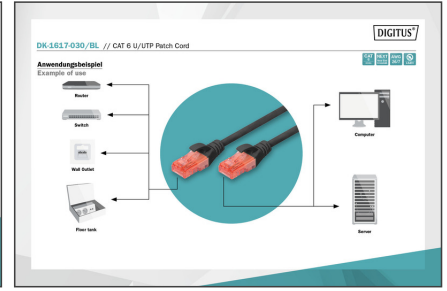 DIGITUS®
DK-1617-030/BL // CAT 6 U/UTP Patch Cord
Anwendungsbeispiel
Example of use
Router
Switch
Wall Outlet
Floor tank
Computer
Server